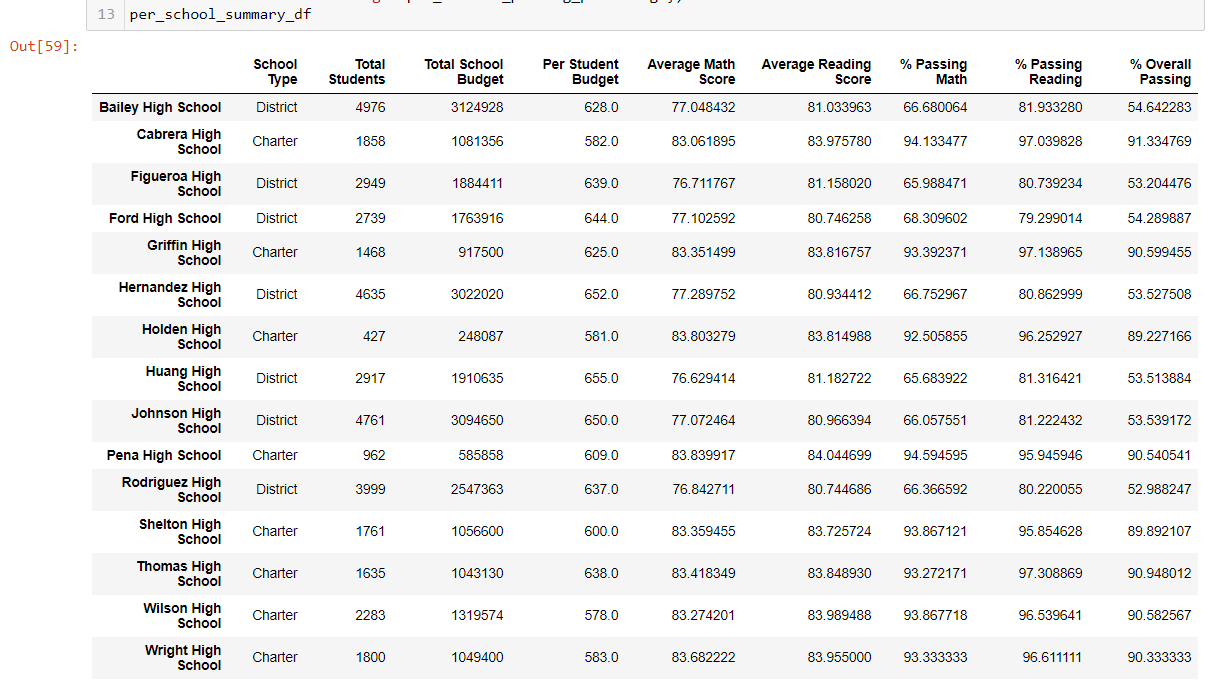 13 per_school_summary_df
Out[59]:
School Type Total Students Total School Budget Per Student Budget Average Math Score Average Reading Score % Passing Math % Passing Reading % Overall Passing
Bailey High School District 4976 3124928 628.0 77.048432 81.033963 66.680064 81.933280 54.642283
Cabrera High School Charter 1858 1081356 582.0 83.061895 83.975780 94.133477 97.039828 91.334769
Figueroa High School District 2949 1884411 639.0 76.711767 81.158020 65.988471 80.739234 53.204476
Ford High School District 2739 1763916 644.0 77.102592 80.746258 68.309602 79.299014 54.289887
Griffin High School Charter 1468 917500 625.0 83.351499 83.816757 93.392371 97.138965 90.599455
Hernandez High School District 4635 3022020 652.0 77.289752 80.934412 66.752967 80.862999 53.527508
Holden High School Charter 427 248087 581.0 83.803279 83.814988 92.505855 96.252927 89.227166
Huang High School District 2917 1910635 655.0 76.629414 81.182722 65.683922 81.316421 53.513884
Johnson High School District 4761 3094650 650.0 77.072464 80.966394 66.057551 81.222432 53.539172
Pena High School Charter 962 585858 609.0 83.839917 84.044699 94.594595 95.945946 90.540541
Rodriguez High School District 3999 2547363 637.0 76.842711 80.744686 66.366592 80.220055 52.988247
Shelton High School Charter 1761 1056600 600.0 83.359455 83.725724 93.867121 95.854628 89.892107
Thomas High School Charter 1635 1043130 638.0 83.418349 83.848930 93.272171 97.308869 90.948012
Wilson High School Charter 2283 1319574 578.0 83.274201 83.989488 93.867718 96.539641 90.582567
Wright High School Charter 1800 1049400 583.0 83.682222 83.955000 93.333333 96.611111 90.333333